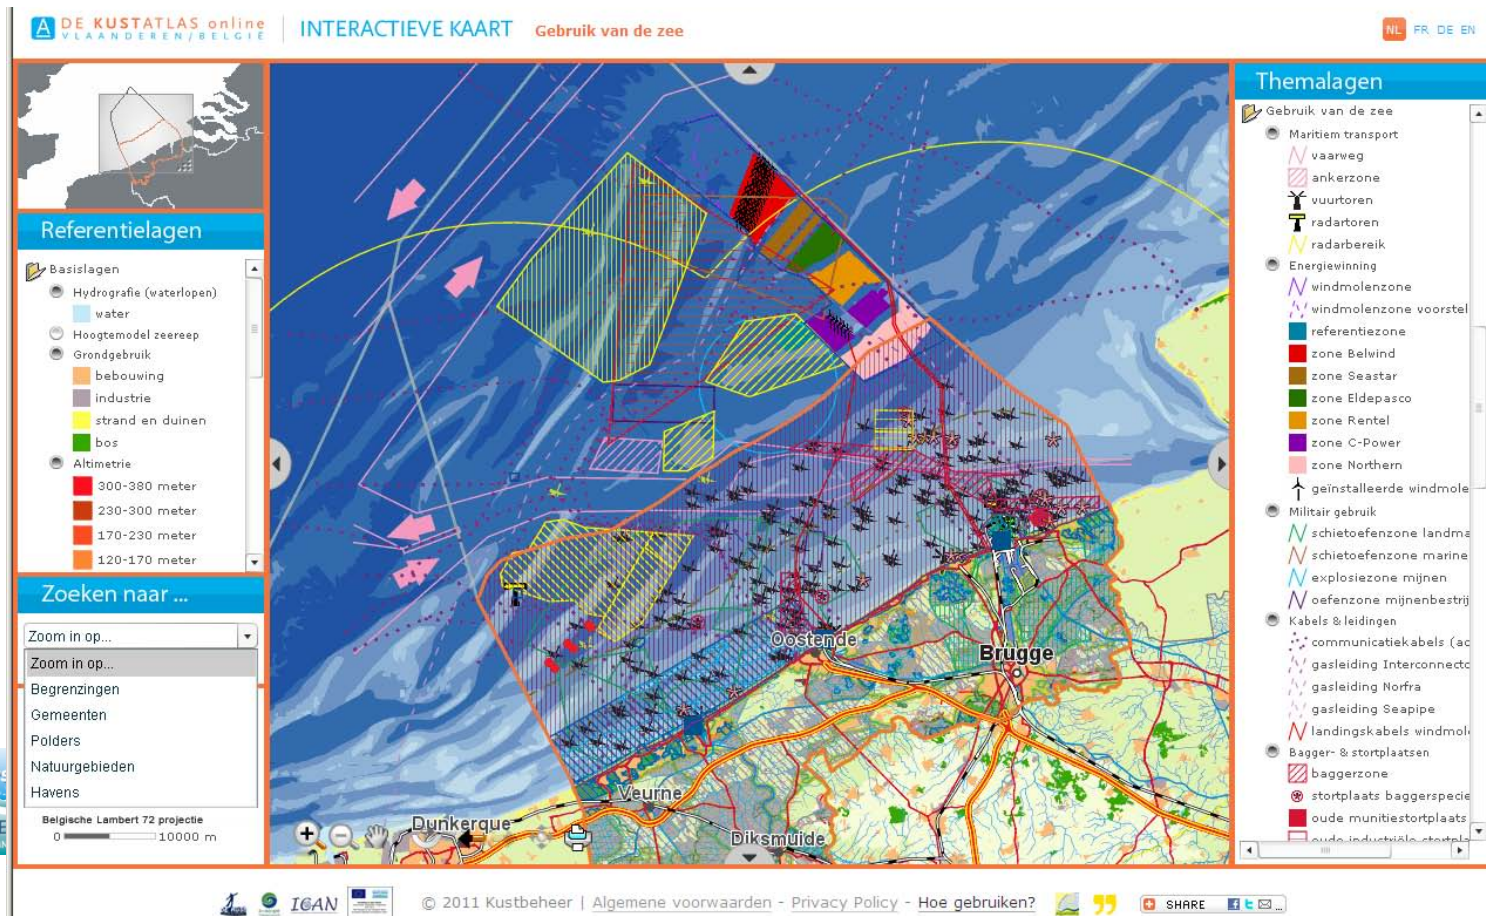 DE KUSTATLAS online
VLAANDEREN/BELGIË
INTERACTIEVE KAART
Gebruik van de zee
NL FR DE EN
Referentielagen
Basislagen
Hydrografie (waterlopen)
water
Hoogtemodel zeereep
Grondgebruik
bebouwing
industrie
strand en duinen
bos
Altimetrie
300-380 meter
230-300 meter
170-230 meter
120-170 meter
Zoeken naar ...
Zoom in op...
Zoom in op...
Begrenzingen
Gemeenten
Polders
Natuurgebieden
Havens
Belgische Lambert 72 projectie
0 10000 m
Oostende
Brugge
Veurne
Dunkerque
Diksmuide
Themalagen
Gebruik van de zee
Maritiem transport
vaarweg
ankerzone
vuurtoren
radartoren
radarbereik
Energiewinning
windmolenzone
windmolenzone voorstel
referentiezone
zone Belwind
zone Seastar
zone Eldepasco
zone Rentel
zone C-Power
zone Northern
geïnstalleerde windmole
Militair gebruik
schietoefenzone landma
schietoefenzone marine
explosiezone mijnen
oefenzone mijnenbestrij
Kabels & leidingen
communicatiekabels (ac
gasleiding Interconnecto
gasleiding Norfra
gasleiding Seapipe
landingskabels windmol
Bagger- & stortplaatsen
baggerzone
stortplaats baggerspecie
oude munitiestortplaats
oude industriële stortpla
ICAN
© 2011 Kustbeheer | Algemene voorwaarden - Privacy Policy - Hoe gebruiken?
SHARE